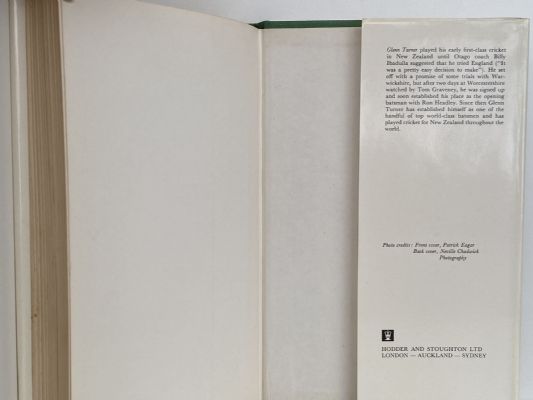 Glenn Turner played his early first-class cricket
in New Zealand until Otago coach Billy
Ibadulla suggested that he tried England ("It
was a pretty easy decision to make"). He set
off with a promise of some trials with War-
wickshire, but after two days at Worcestershire
watched by Tom Graveney, he was signed up
and soon established his place as the opening
batsman with Ron Headley. Since then Glenn
Turner has established himself as one of the
handful of top world-class batsmen and has
played cricket for New Zealand throughout the
world.
Photo credits: Front cover, Patrick Eagar
Back cover, Neville Chadwick
Photography
HODDER AND STOUGHTON LTD
LONDON — AUCKLAND — SYDNEY